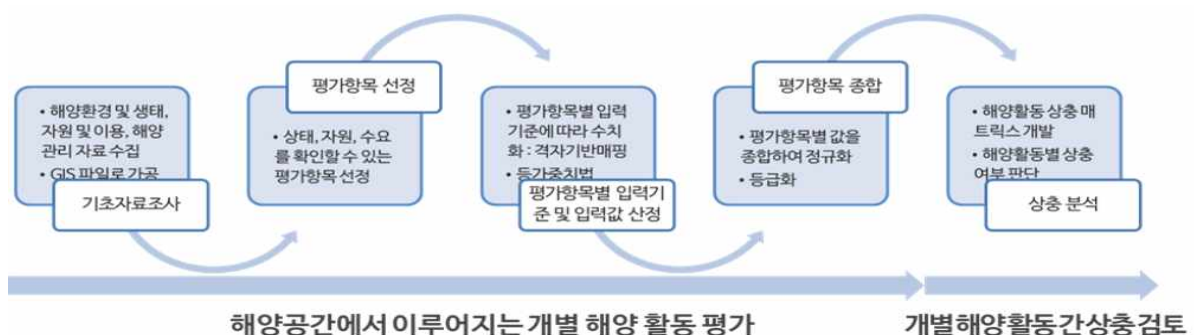 • 해양환경 및 생태,
자원 및 이용, 해양
관리 자료 수집
• GIS 파일로 가공
기초자료조사
평가항목 선정
• 상태, 자원, 수요
를 확인할 수 있는
평가항목 선정
• 평가항목별 입력
기준에 따라 수치
화 : 격자기반매핑
• 등가중치법
평가항목별 입력기
준 및 입력값 산정
평가항목 종합
• 평가항목별 값을
종합하여 정규화
• 등급화
• 해양활동 상충 매
트릭스 개발
• 해양활동별 상충
여부 판단
상충 분석
해양공간에서 이루어지는 개별 해양 활동 평가
개별해양활동간상충검토